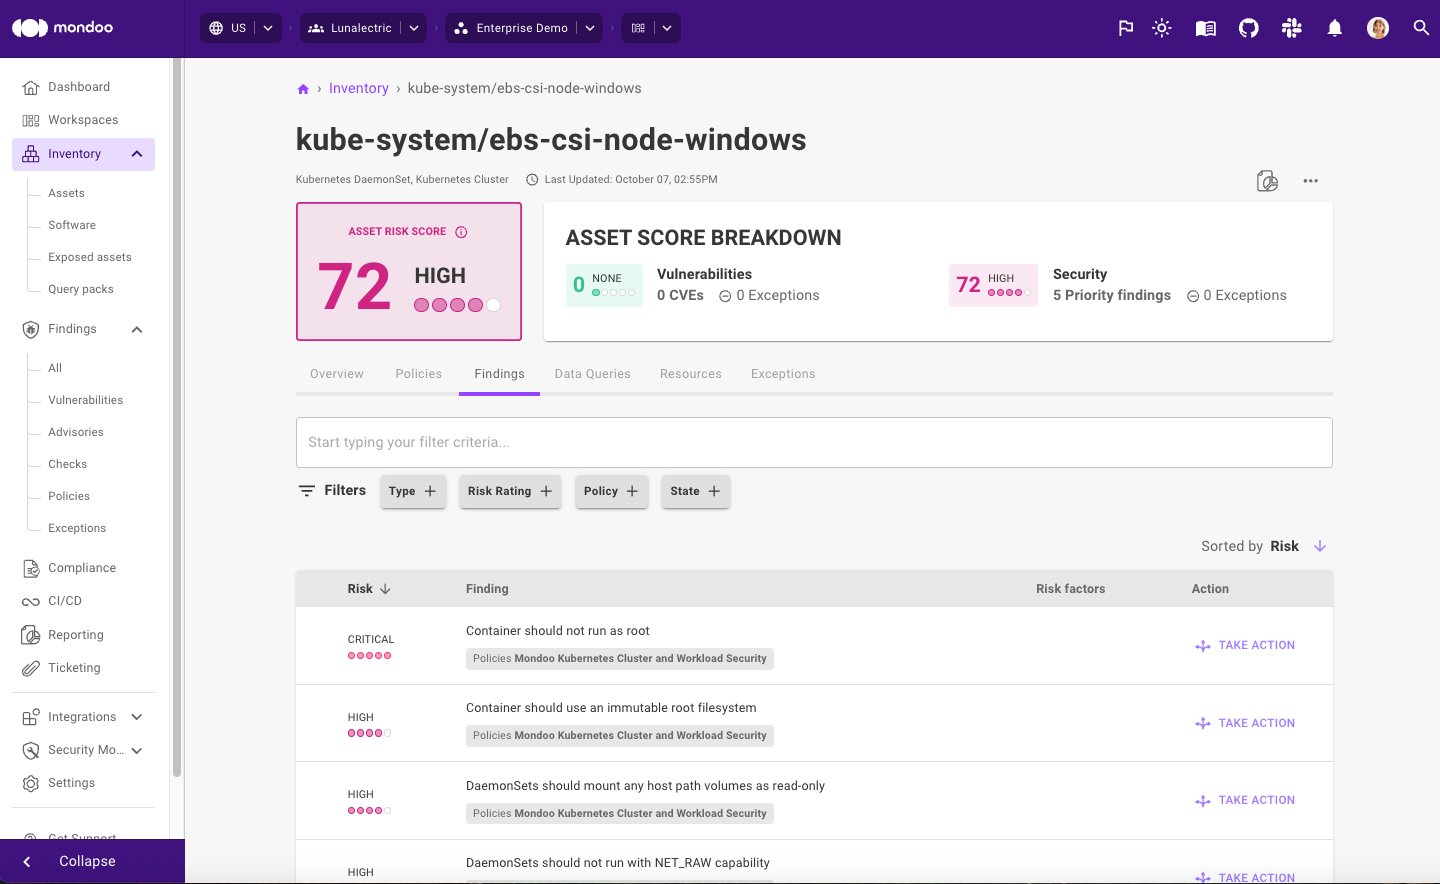 mondoo
US
Lunalectric
Enterprise Demo
Dashboard
Workspaces
Inventory
Assets
Software
Exposed assets
Query packs
Findings
All
Vulnerabilities
Advisories
Checks
Policies
Exceptions
Compliance
CI/CD
Reporting
Ticketing
Integrations
Security Mo...
Settings
Get Support
Collapse
› Inventory › kube-system/ebs-csi-node-windows
kube-system/ebs-csi-node-windows
Kubernetes DaemonSet, Kubernetes Cluster Last Updated: October 07, 02:55PM
ASSET RISK SCORE
72 HIGH
ASSET SCORE BREAKDOWN
0 NONE
Vulnerabilities
0 CVEs 0 Exceptions
72 HIGH
Security
5 Priority findings 0 Exceptions
Overview Policies Findings Data Queries Resources Exceptions
Start typing your filter criteria...
Filters Type Risk Rating Policy State
Sorted by Risk
Risk Finding Risk factors Action
CRITICAL
Container should not run as root
Policies Mondoo Kubernetes Cluster and Workload Security
TAKE ACTION
HIGH
Container should use an immutable root filesystem
Policies Mondoo Kubernetes Cluster and Workload Security
TAKE ACTION
HIGH
DaemonSets should mount any host path volumes as read-only
Policies Mondoo Kubernetes Cluster and Workload Security
TAKE ACTION
HIGH
DaemonSets should not run with NET_RAW capability
TAKE ACTION